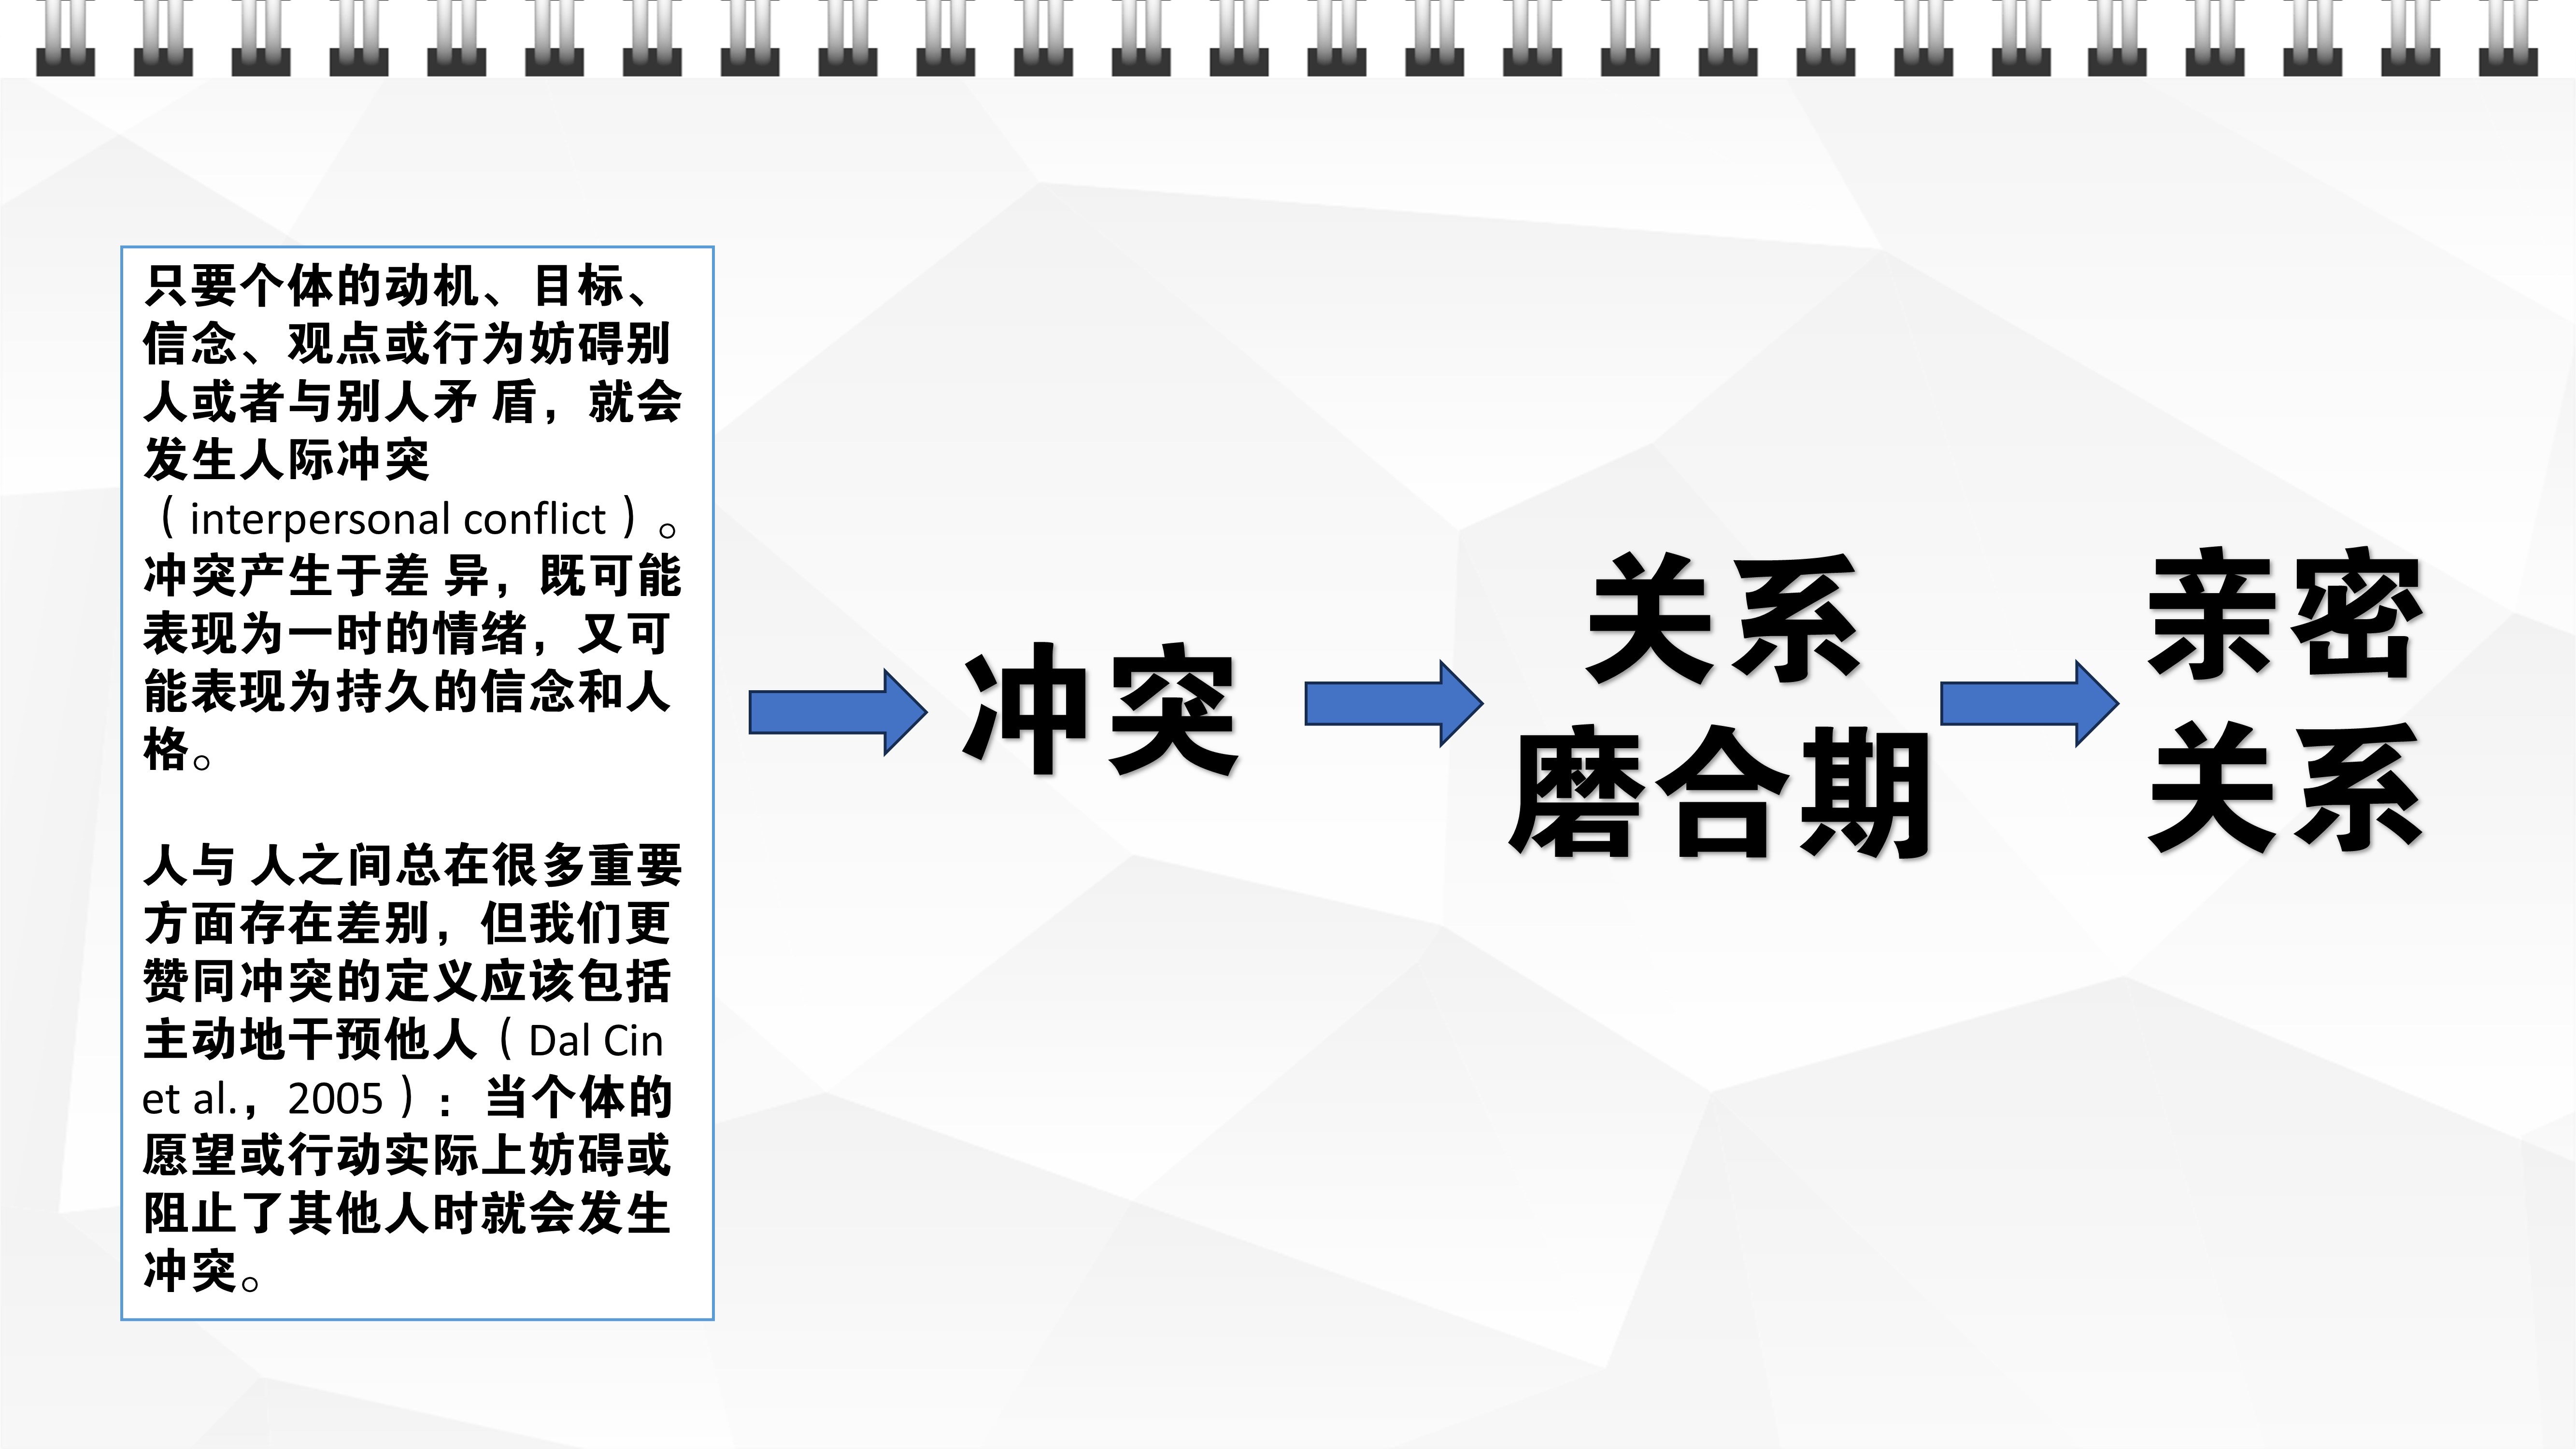 只要个体的动机、目标、
信念、观点或行为妨碍别
人或者与别人矛 盾，就会
发生人际冲突
（interpersonal conflict）。
冲突产生于差 异，既可能
表现为一时的情绪，又可
能表现为持久的信念和人
格。
人与 人之间总在很多重要
方面存在差别，但我们更
赞同冲突的定义应该包括
主动地干预他人（Dal Cin
et al.，2005）：当个体的
愿望或行动实际上妨碍或
阻止了其他人时就会发生
冲突。
冲突
关系
磨合期
亲密
关系